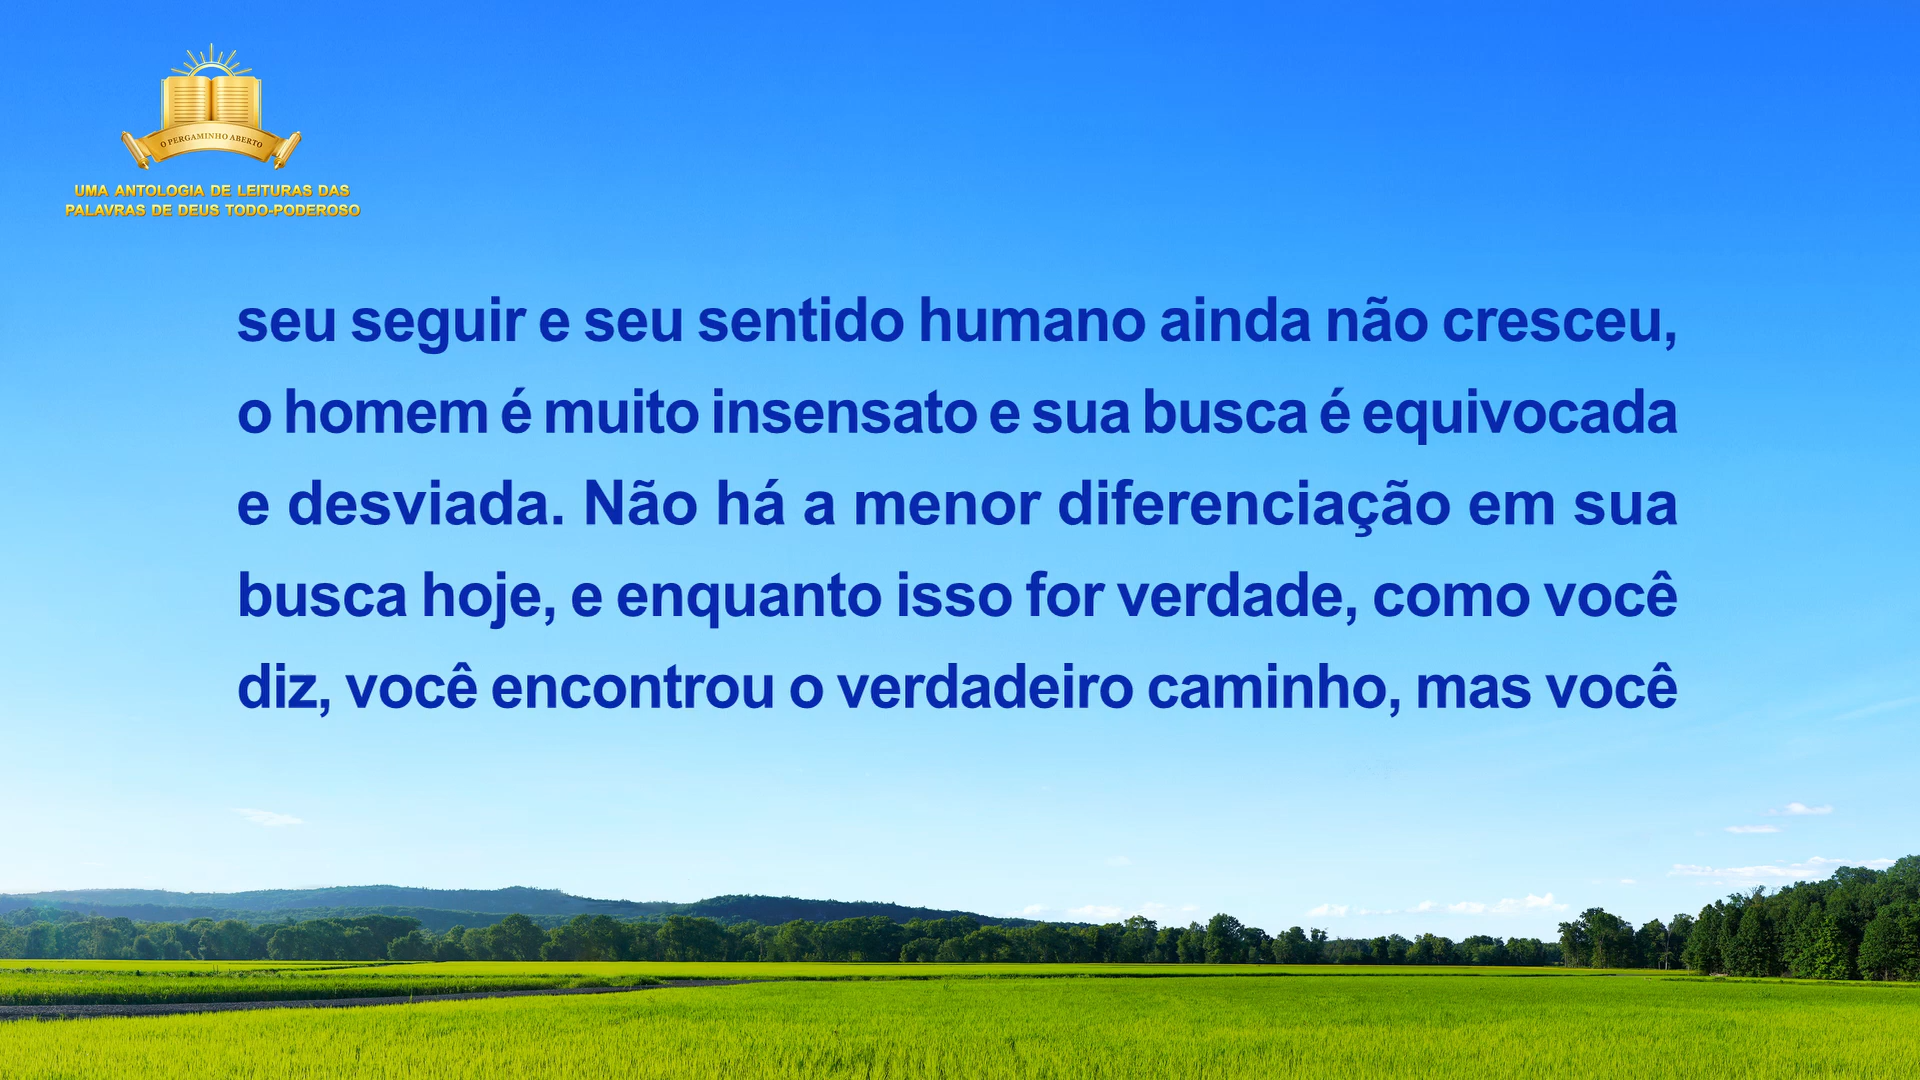 O PERGAMINHO ABERTO
UMA ANTOLOGIA DE LEITURAS DAS
PALAVRAS DE DEUS TODO-PODEROSO
seu seguir e seu sentido humano ainda não cresceu,
o homem é muito insensato e sua busca é equivocada
e desviada. Não há a menor diferenciação em sua
busca hoje, e enquanto isso for verdade, como você
diz, você encontrou o verdadeiro caminho, mas você